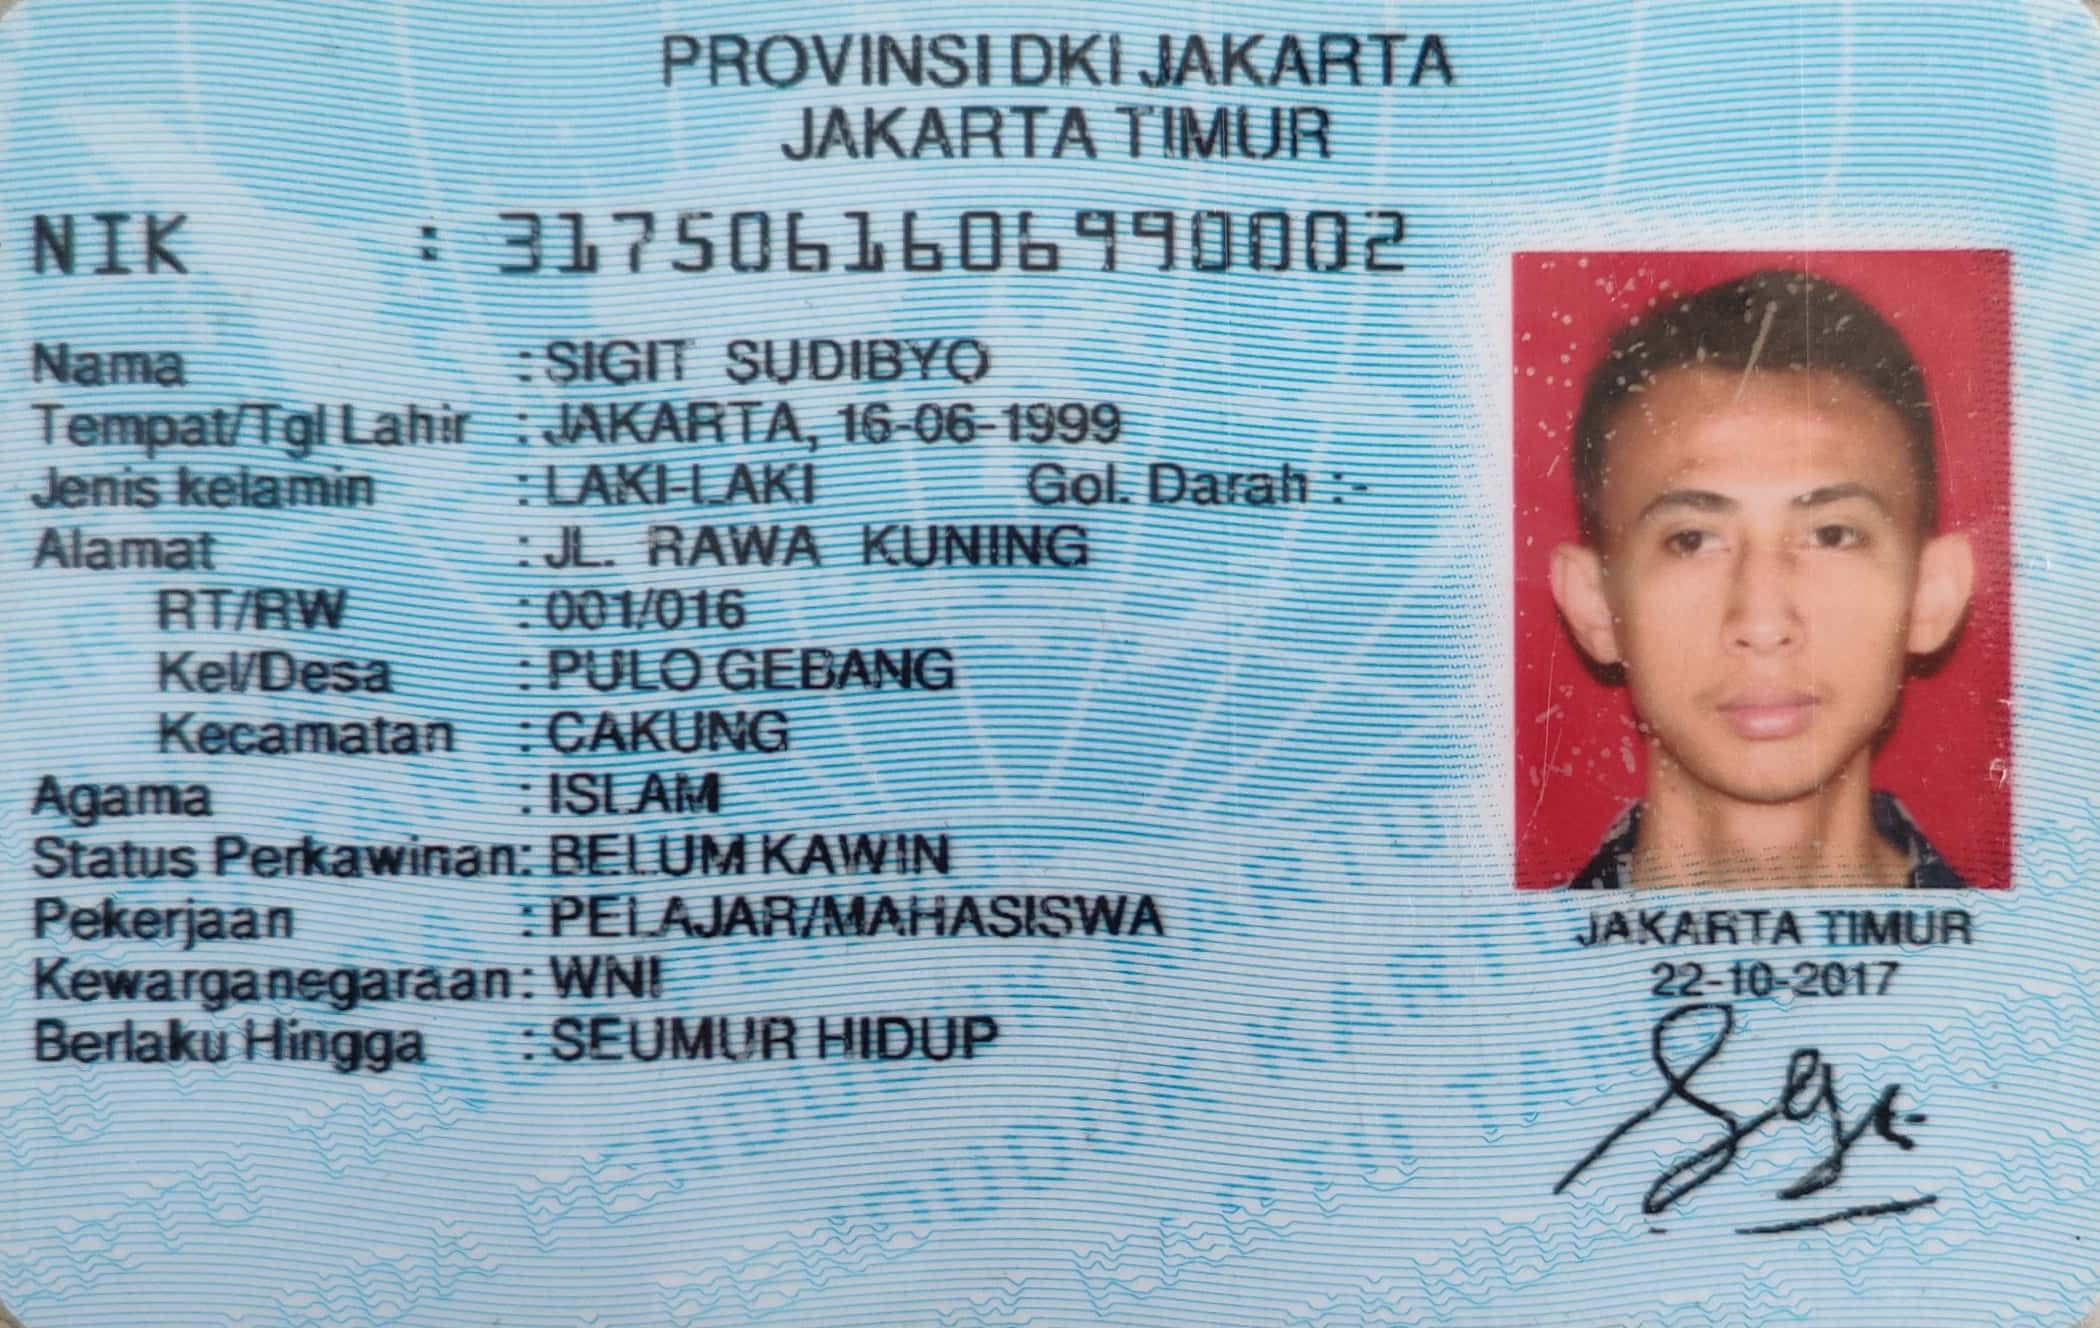 PROVINSI DKI JAKARTA
JAKARTA TIMUR
NIK : 3175061606990002
Nama : SIGIT SUDIBYO
Tempat/Tgl Lahir : JAKARTA, 16-06-1999
Jenis kelamin : LAKI-LAKI Gol. Darah : -
Alamat : JL. RAWA KUNING
RT/RW : 001/016
Kel/Desa : PULO GEBANG
Kecamatan : CAKUNG
Agama : ISLAM
Status Perkawinan: BELUM KAWIN
Pekerjaan : PELAJAR/MAHASISWA
Kewarganegaraan: WNI
Berlaku Hingga : SEUMUR HIDUP
JAKARTA TIMUR
22-10-2017